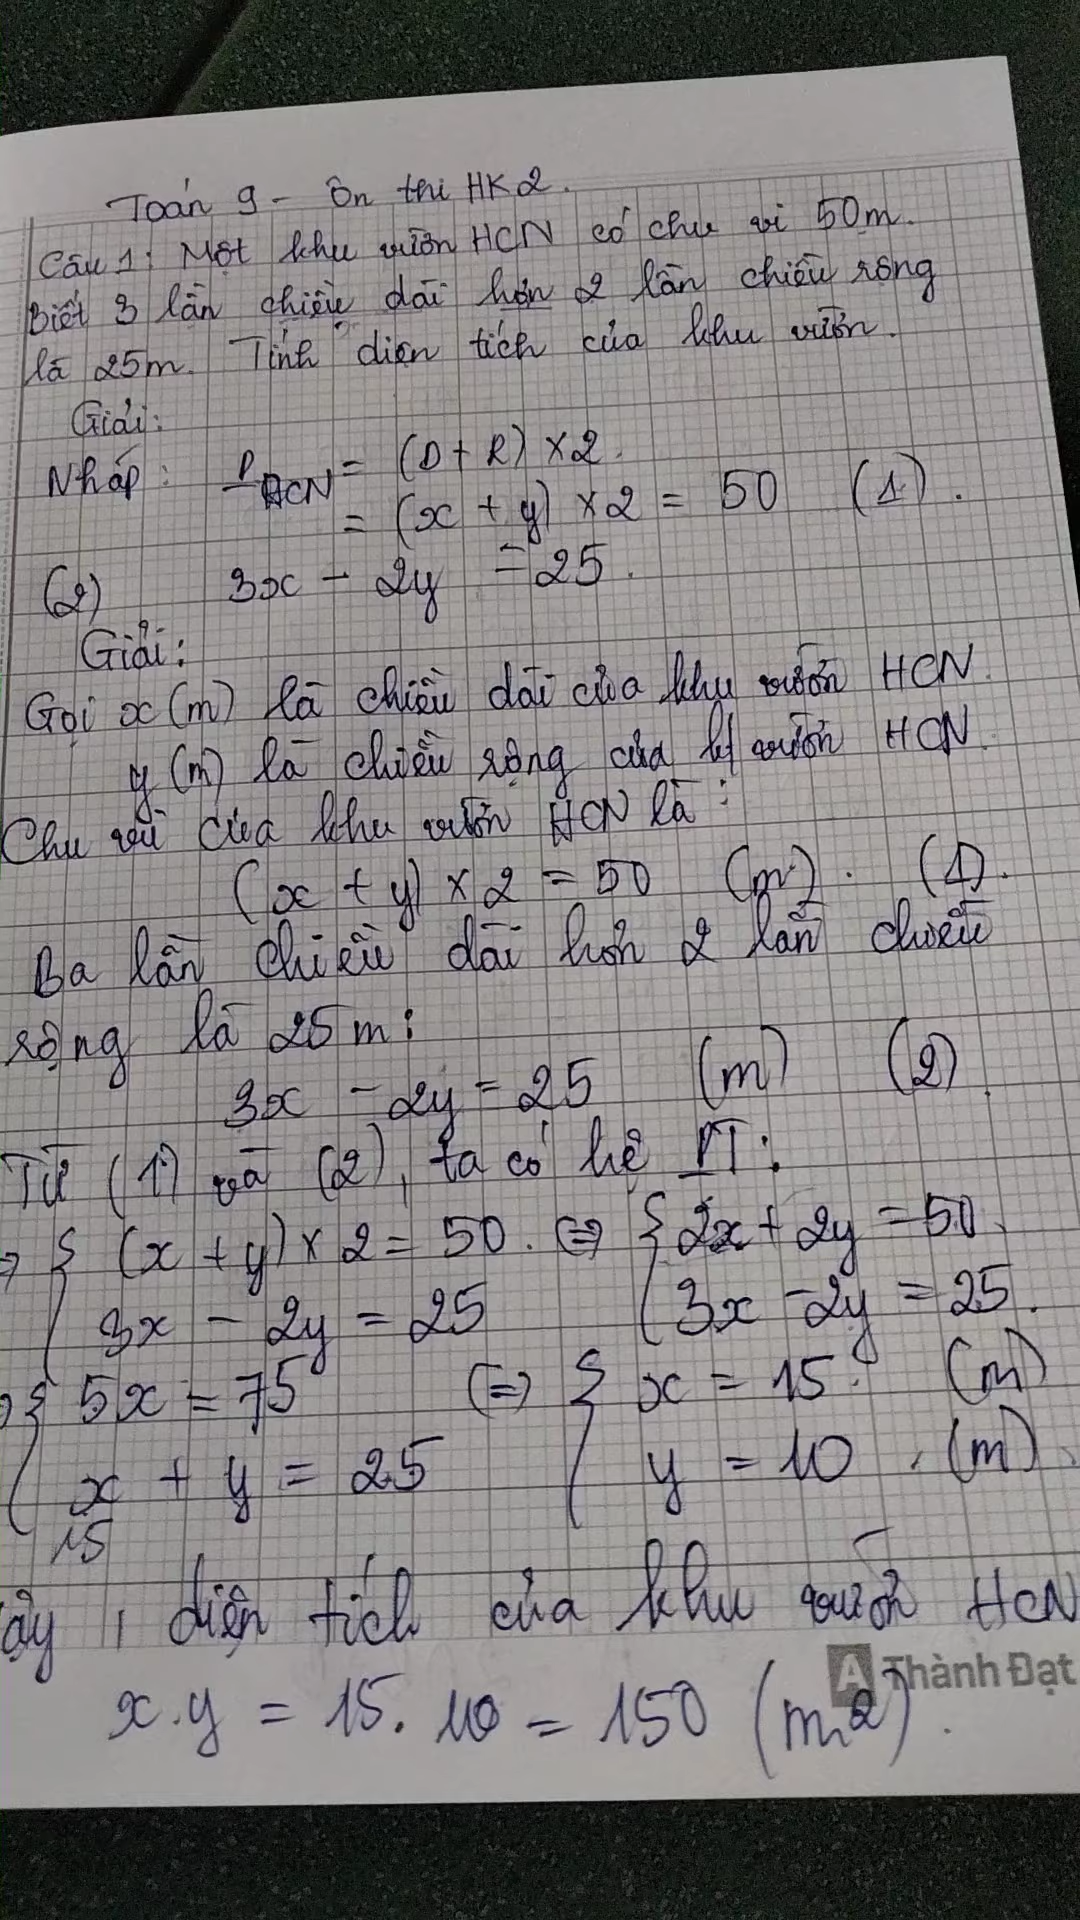 Toán 9 - Ôn thi HK2.
Câu 1: Một khu vườn HCN có chu vi 50m.
Biết 3 lần chiều dài hơn 2 lần chiều rộng
là 25m. Tính diện tích của khu vườn.
Giải:
Nháp: P HCN = (D + R) × 2.
= (x + y) × 2 = 50 (1).
(2) 3x - 2y = 25.
Giải:
Gọi x (m) là chiều dài của khu vườn HCN.
y (m) là chiều rộng của k/ vườn HCN.
Chu vi của khu vườn HCN là:
(x + y) × 2 = 50 (m). (1).
Ba lần chiều dài hơn 2 lần chiều
rộng là 25m:
3x - 2y = 25 (m) (2).
Từ (1) và (2), ta có hệ PT:
⇒ { (x + y) × 2 = 50. ⇔ { 2x + 2y = 50.
3x - 2y = 25 3x - 2y = 25.
⇒ { 5x = 75 ⇔ { x = 15. (m)
x + y = 25 y = 10. (m).
15
ậy, diện tích của khu vườn HCN
Thành Đạt
x.y = 15. 10 = 150 (m2).